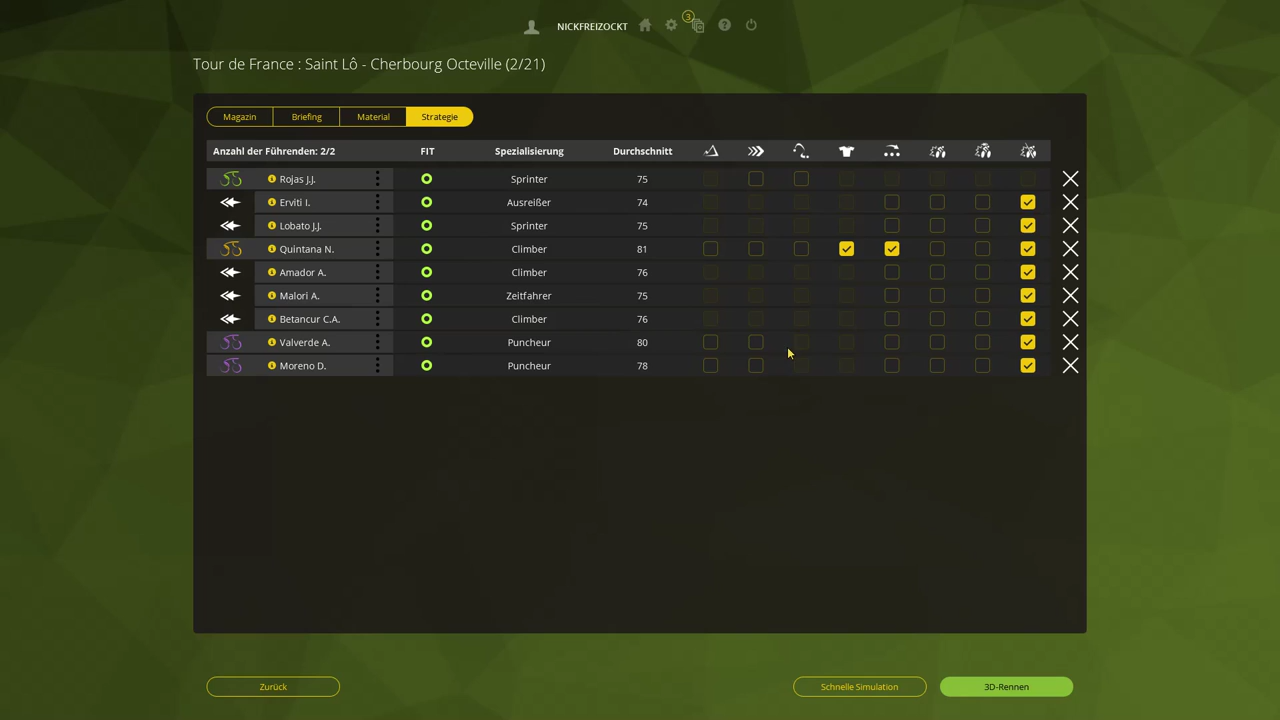 3
NICKFREIZOCKT
Tour de France : Saint Lô - Cherbourg Octeville (2/21)
Magazin Briefing Material Strategie
Anzahl der Führenden: 2/2 FIT Spezialisierung Durchschnitt
Rojas J.J. Sprinter 75
Erviti I. Ausreißer 74
Lobato J.J. Sprinter 75
Quintana N. Climber 81
Amador A. Climber 76
Malori A. Zeitfahrer 75
Betancur C.A. Climber 76
Valverde A. Puncheur 80
Moreno D. Puncheur 78
Zurück Schnelle Simulation 3D-Rennen